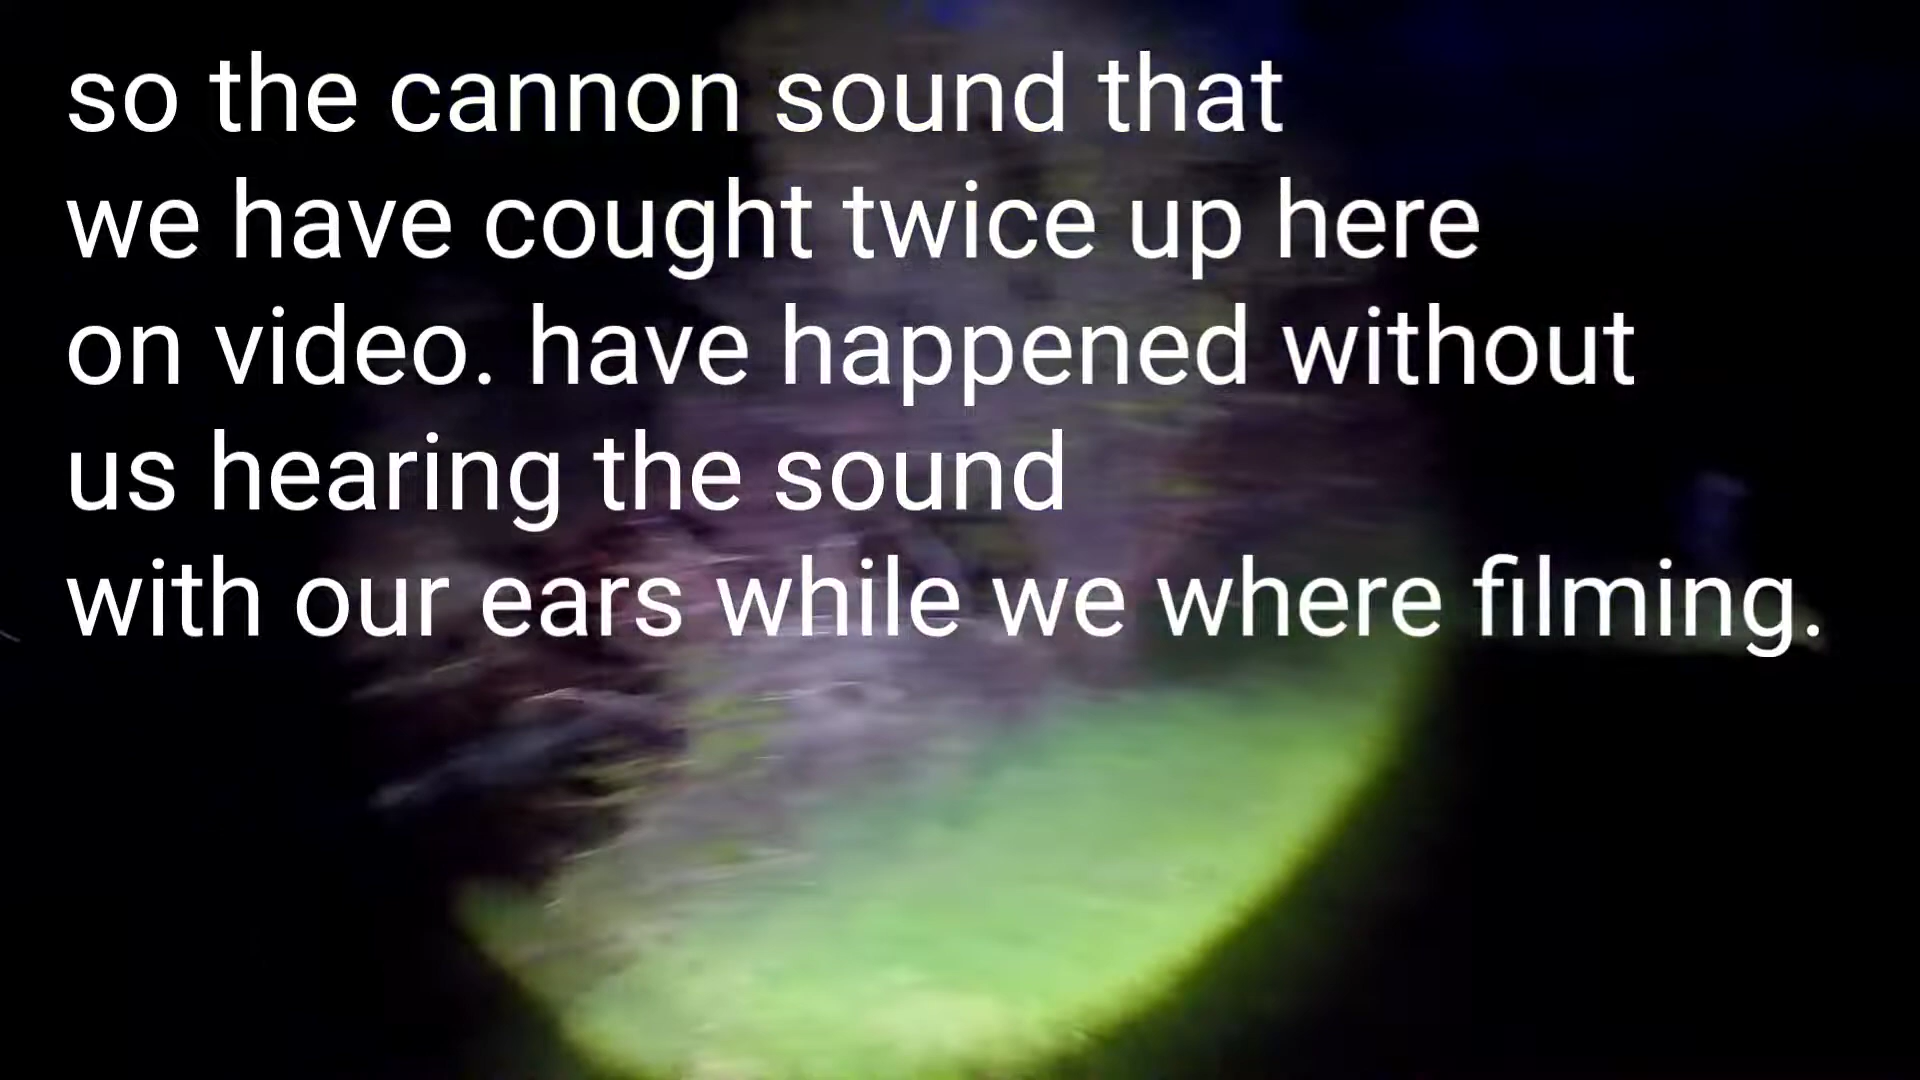 so the cannon sound that
we have cought twice up here
on video. have happened without
us hearing the sound
with our ears while we where filming.